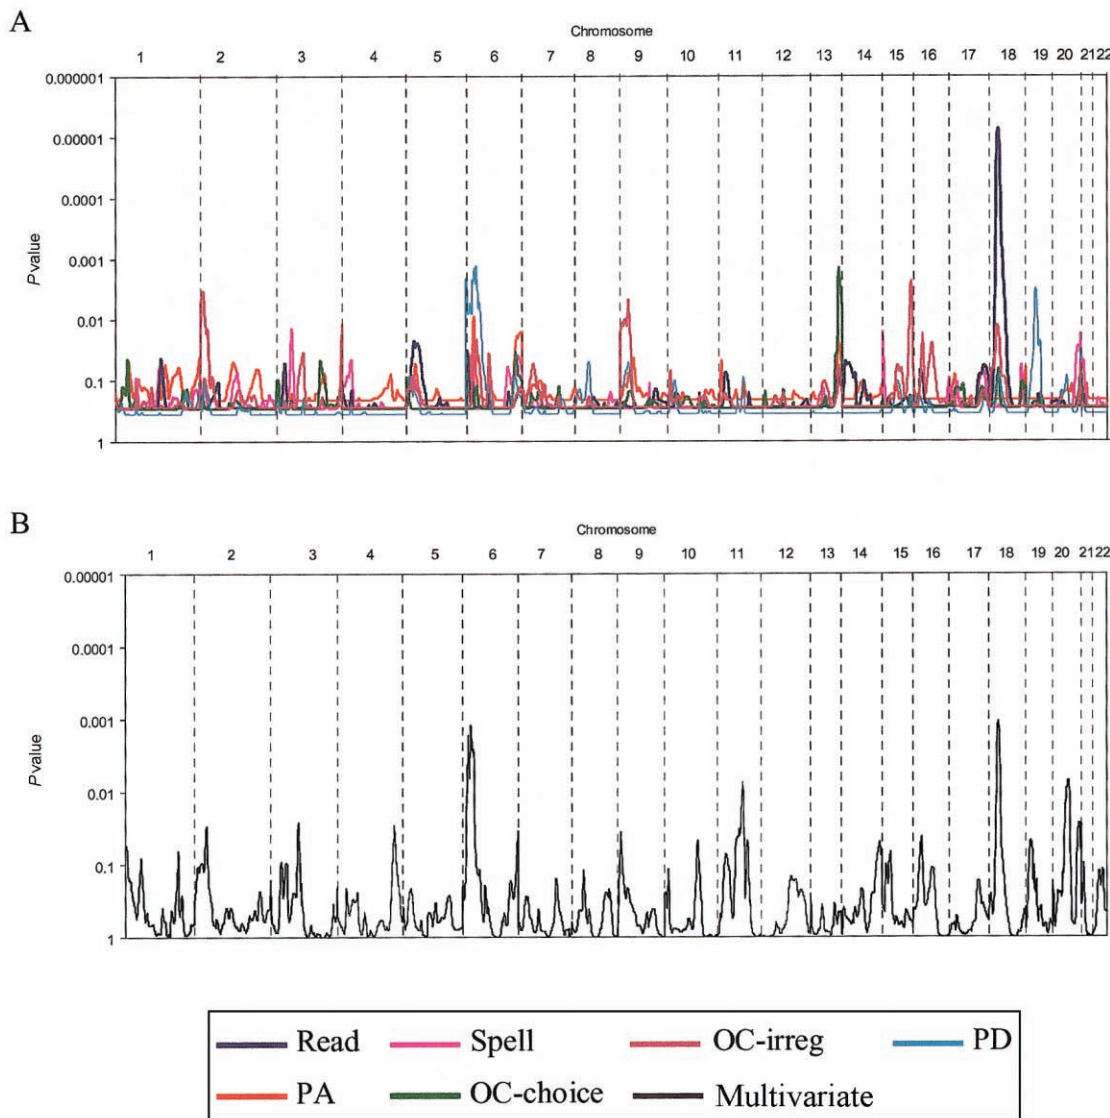 A
Chromosome
1 2 3 4 5 6 7 8 9 10 11 12 13 14 15 16 17 18 19 20 21 22
0.000001
0.00001
0.0001
0.001
0.01
0.1
1
Pvalue
B
Chromosome
1 2 3 4 5 6 7 8 9 10 11 12 13 14 15 16 17 18 19 20 21 22
0.00001
0.0001
0.001
0.01
0.1
1
Pvalue
Read Spell OC-irreg PD
PA OC-choice Multivariate